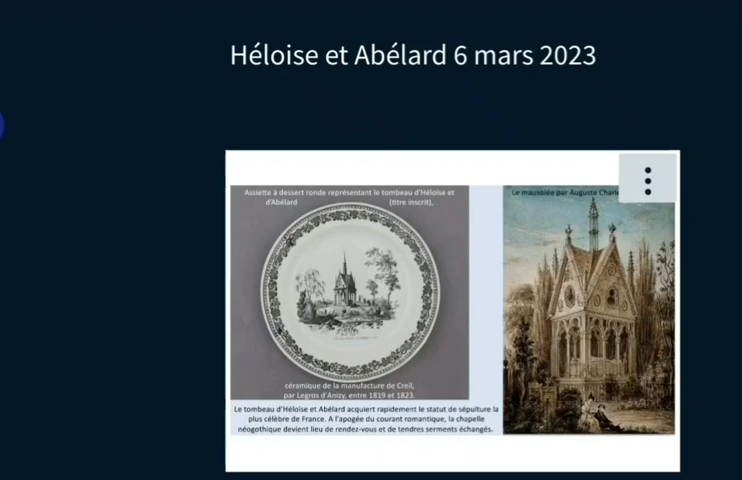 Héloise et Abélard 6 mars 2023
Assiette à dessert ronde représentant le tombeau d'Héloïse et
d'Abélard (titre inscrit),
céramique de la manufacture de Creil,
par Legros d'Anizy, entre 1819 et 1823.
Le mausolée par Auguste
Le tombeau d'Héloïse et Abélard acquiert rapidement le statut de sépulture la
plus célèbre de France. A l'apogée du courant romantique, la chapelle
néogothique devient lieu de rendez-vous et de tendres serments échangés.